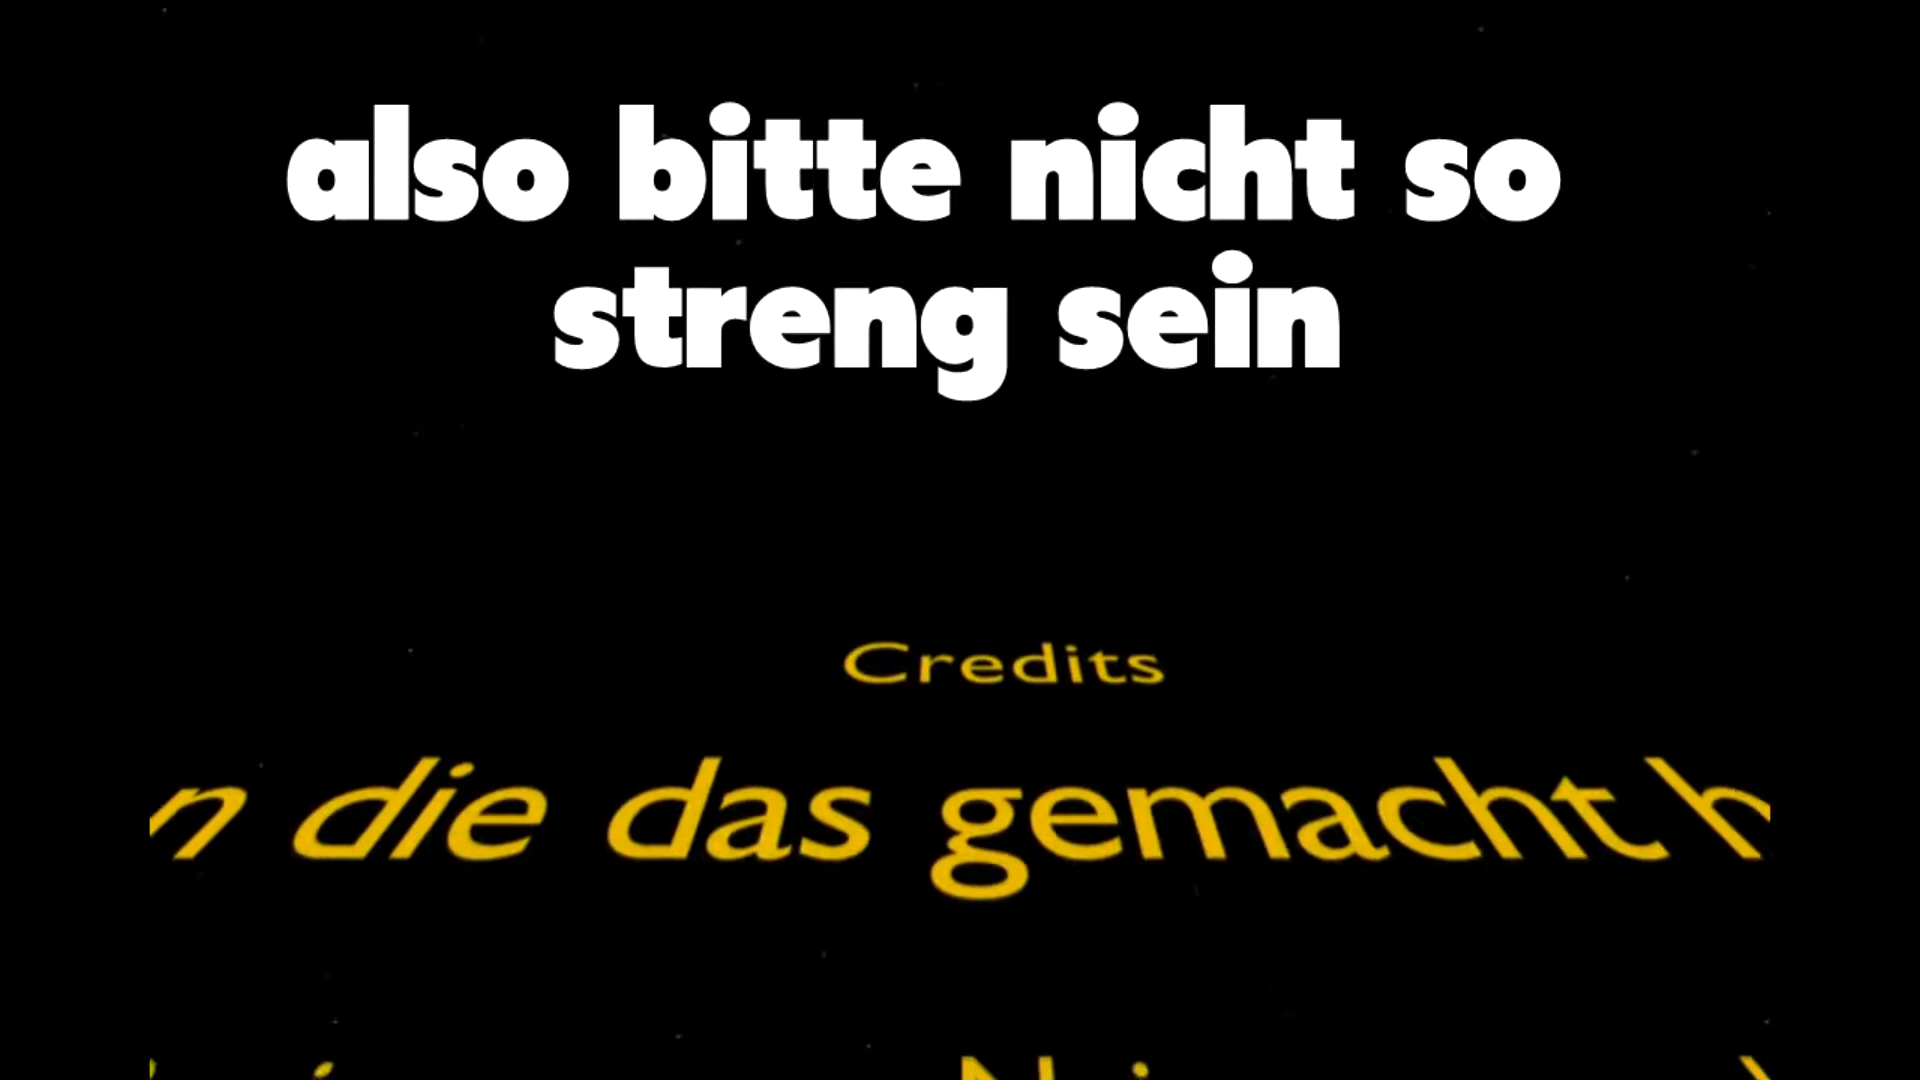 also bitte nicht so
streng sein
Credits
die das gemacht